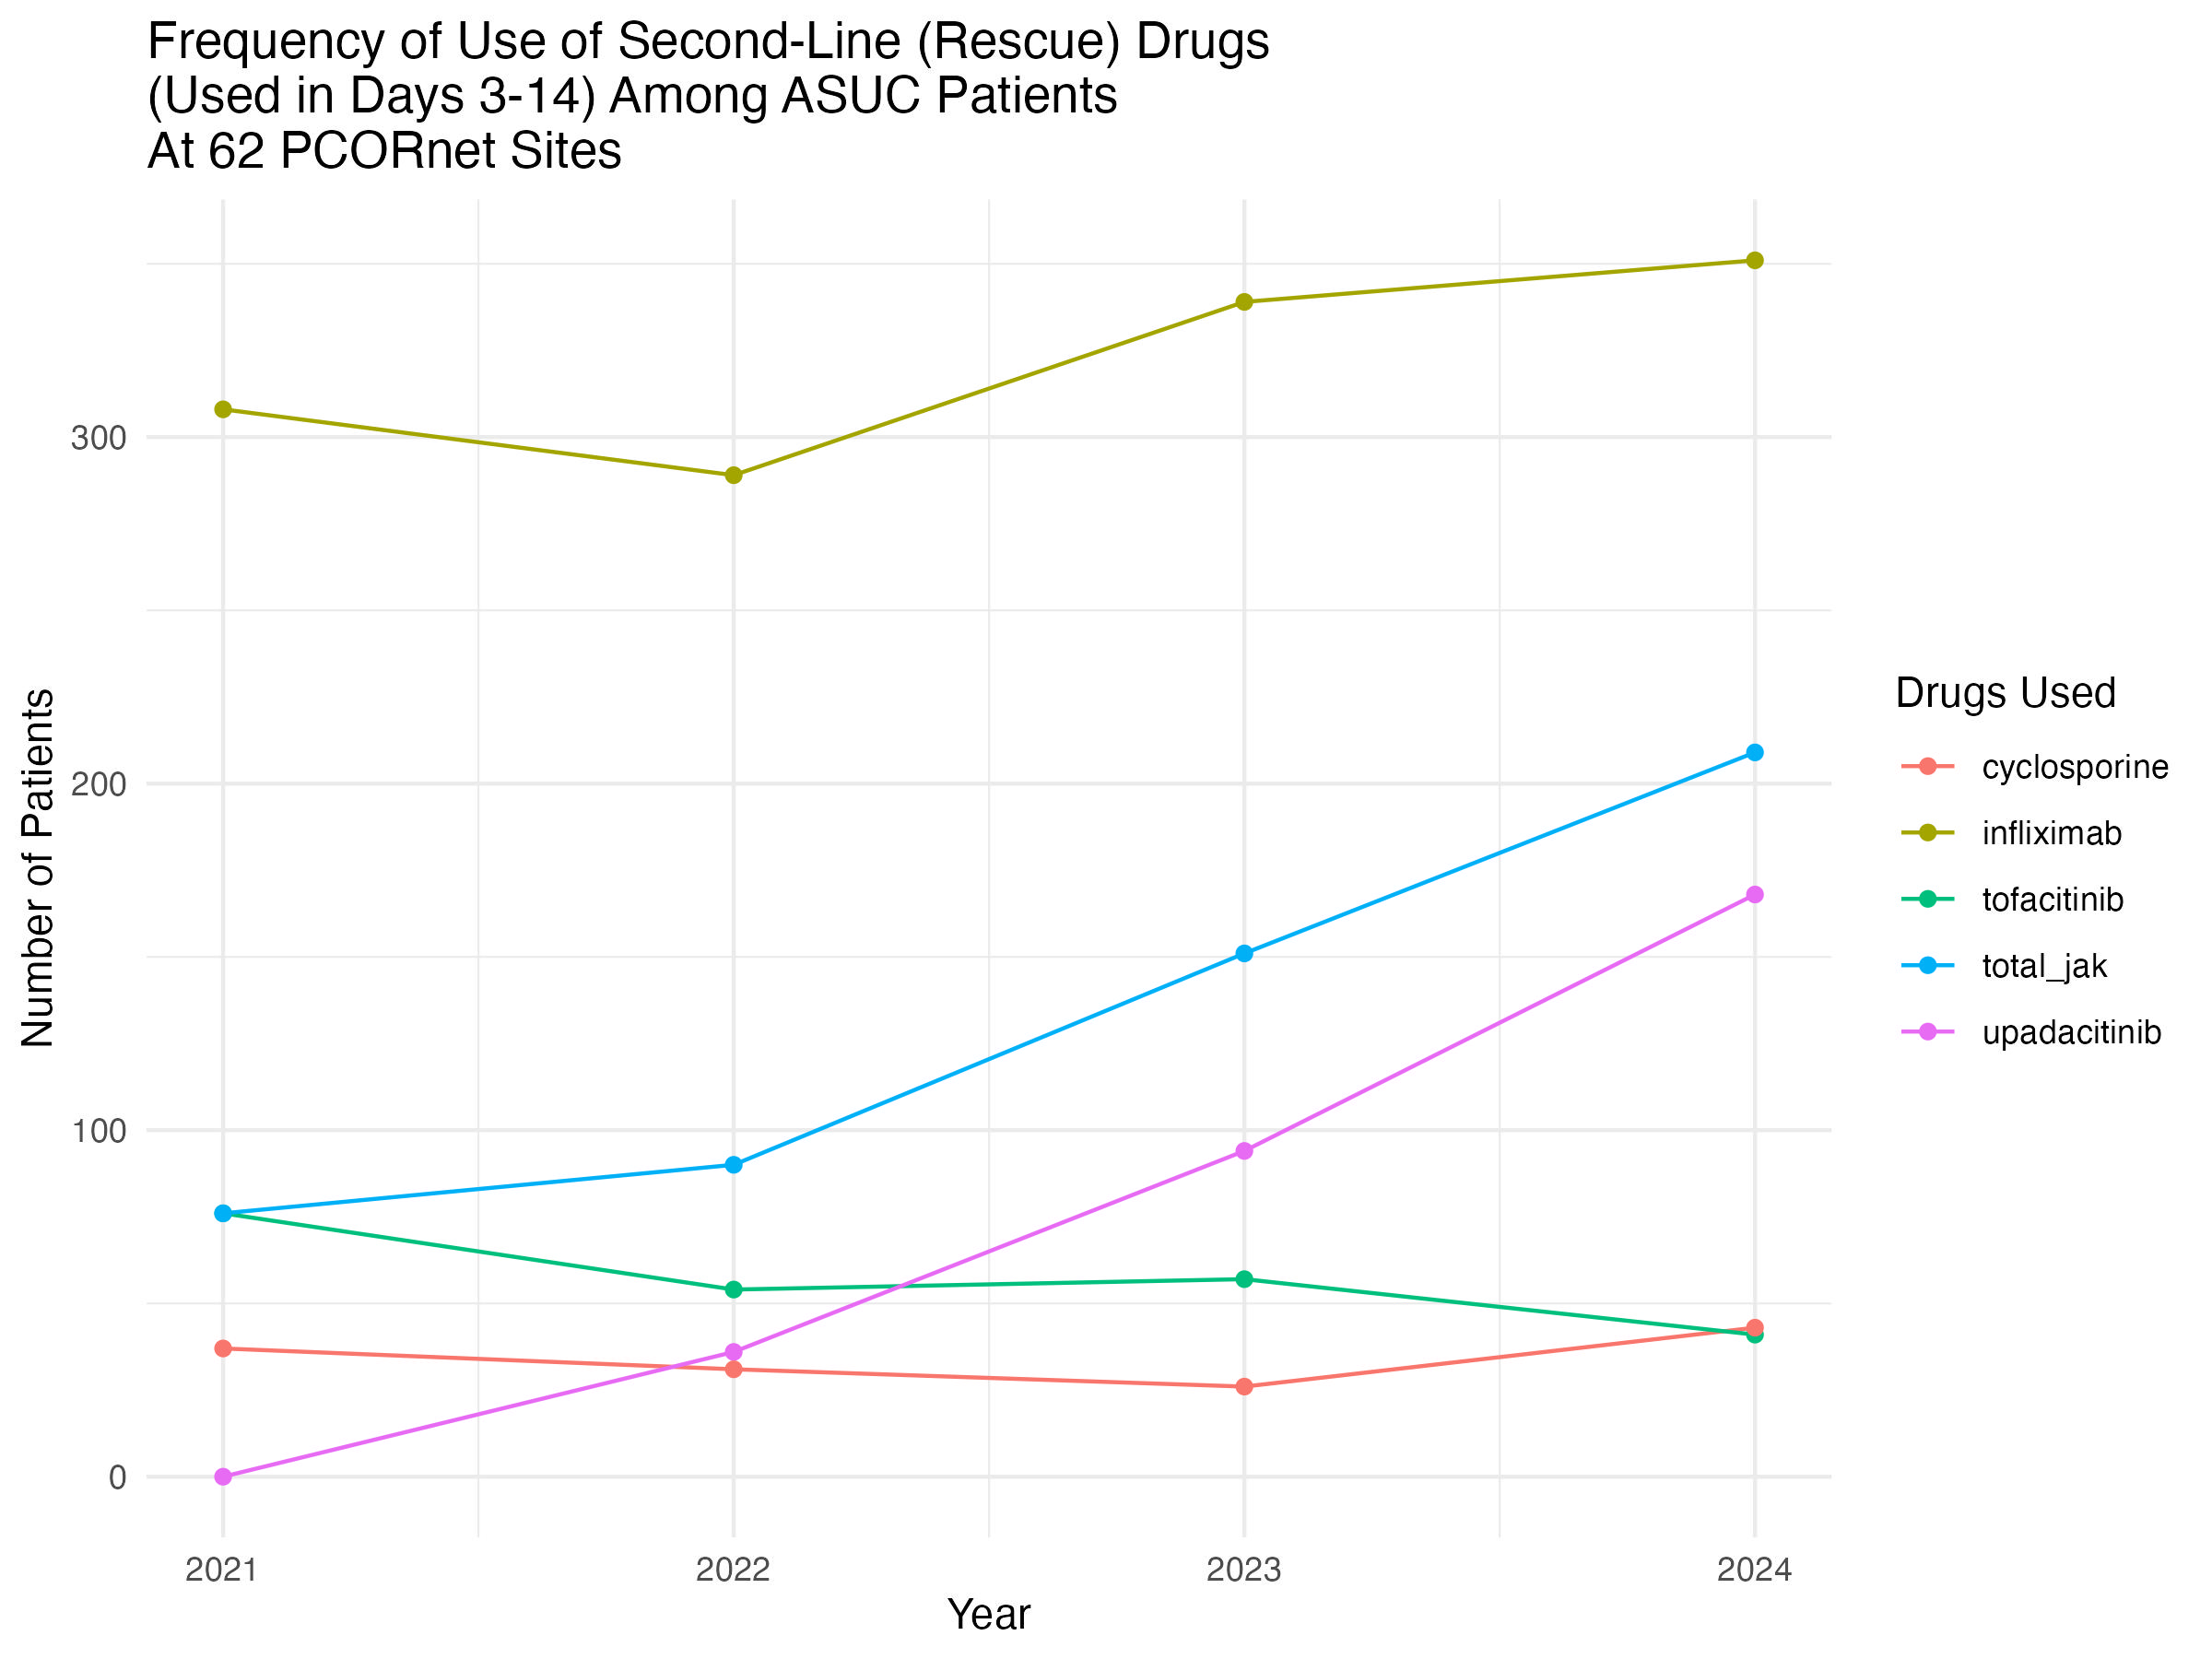 Frequency of Use of Second-Line (Rescue) Drugs
(Used in Days 3-14) Among ASUC Patients
At 62 PCORnet Sites
Number of Patients
300
200
100
0
2021
2022
2023
2024
Year
Drugs Used
cyclosporine
infliximab
tofacitinib
total_jak
upadacitinib